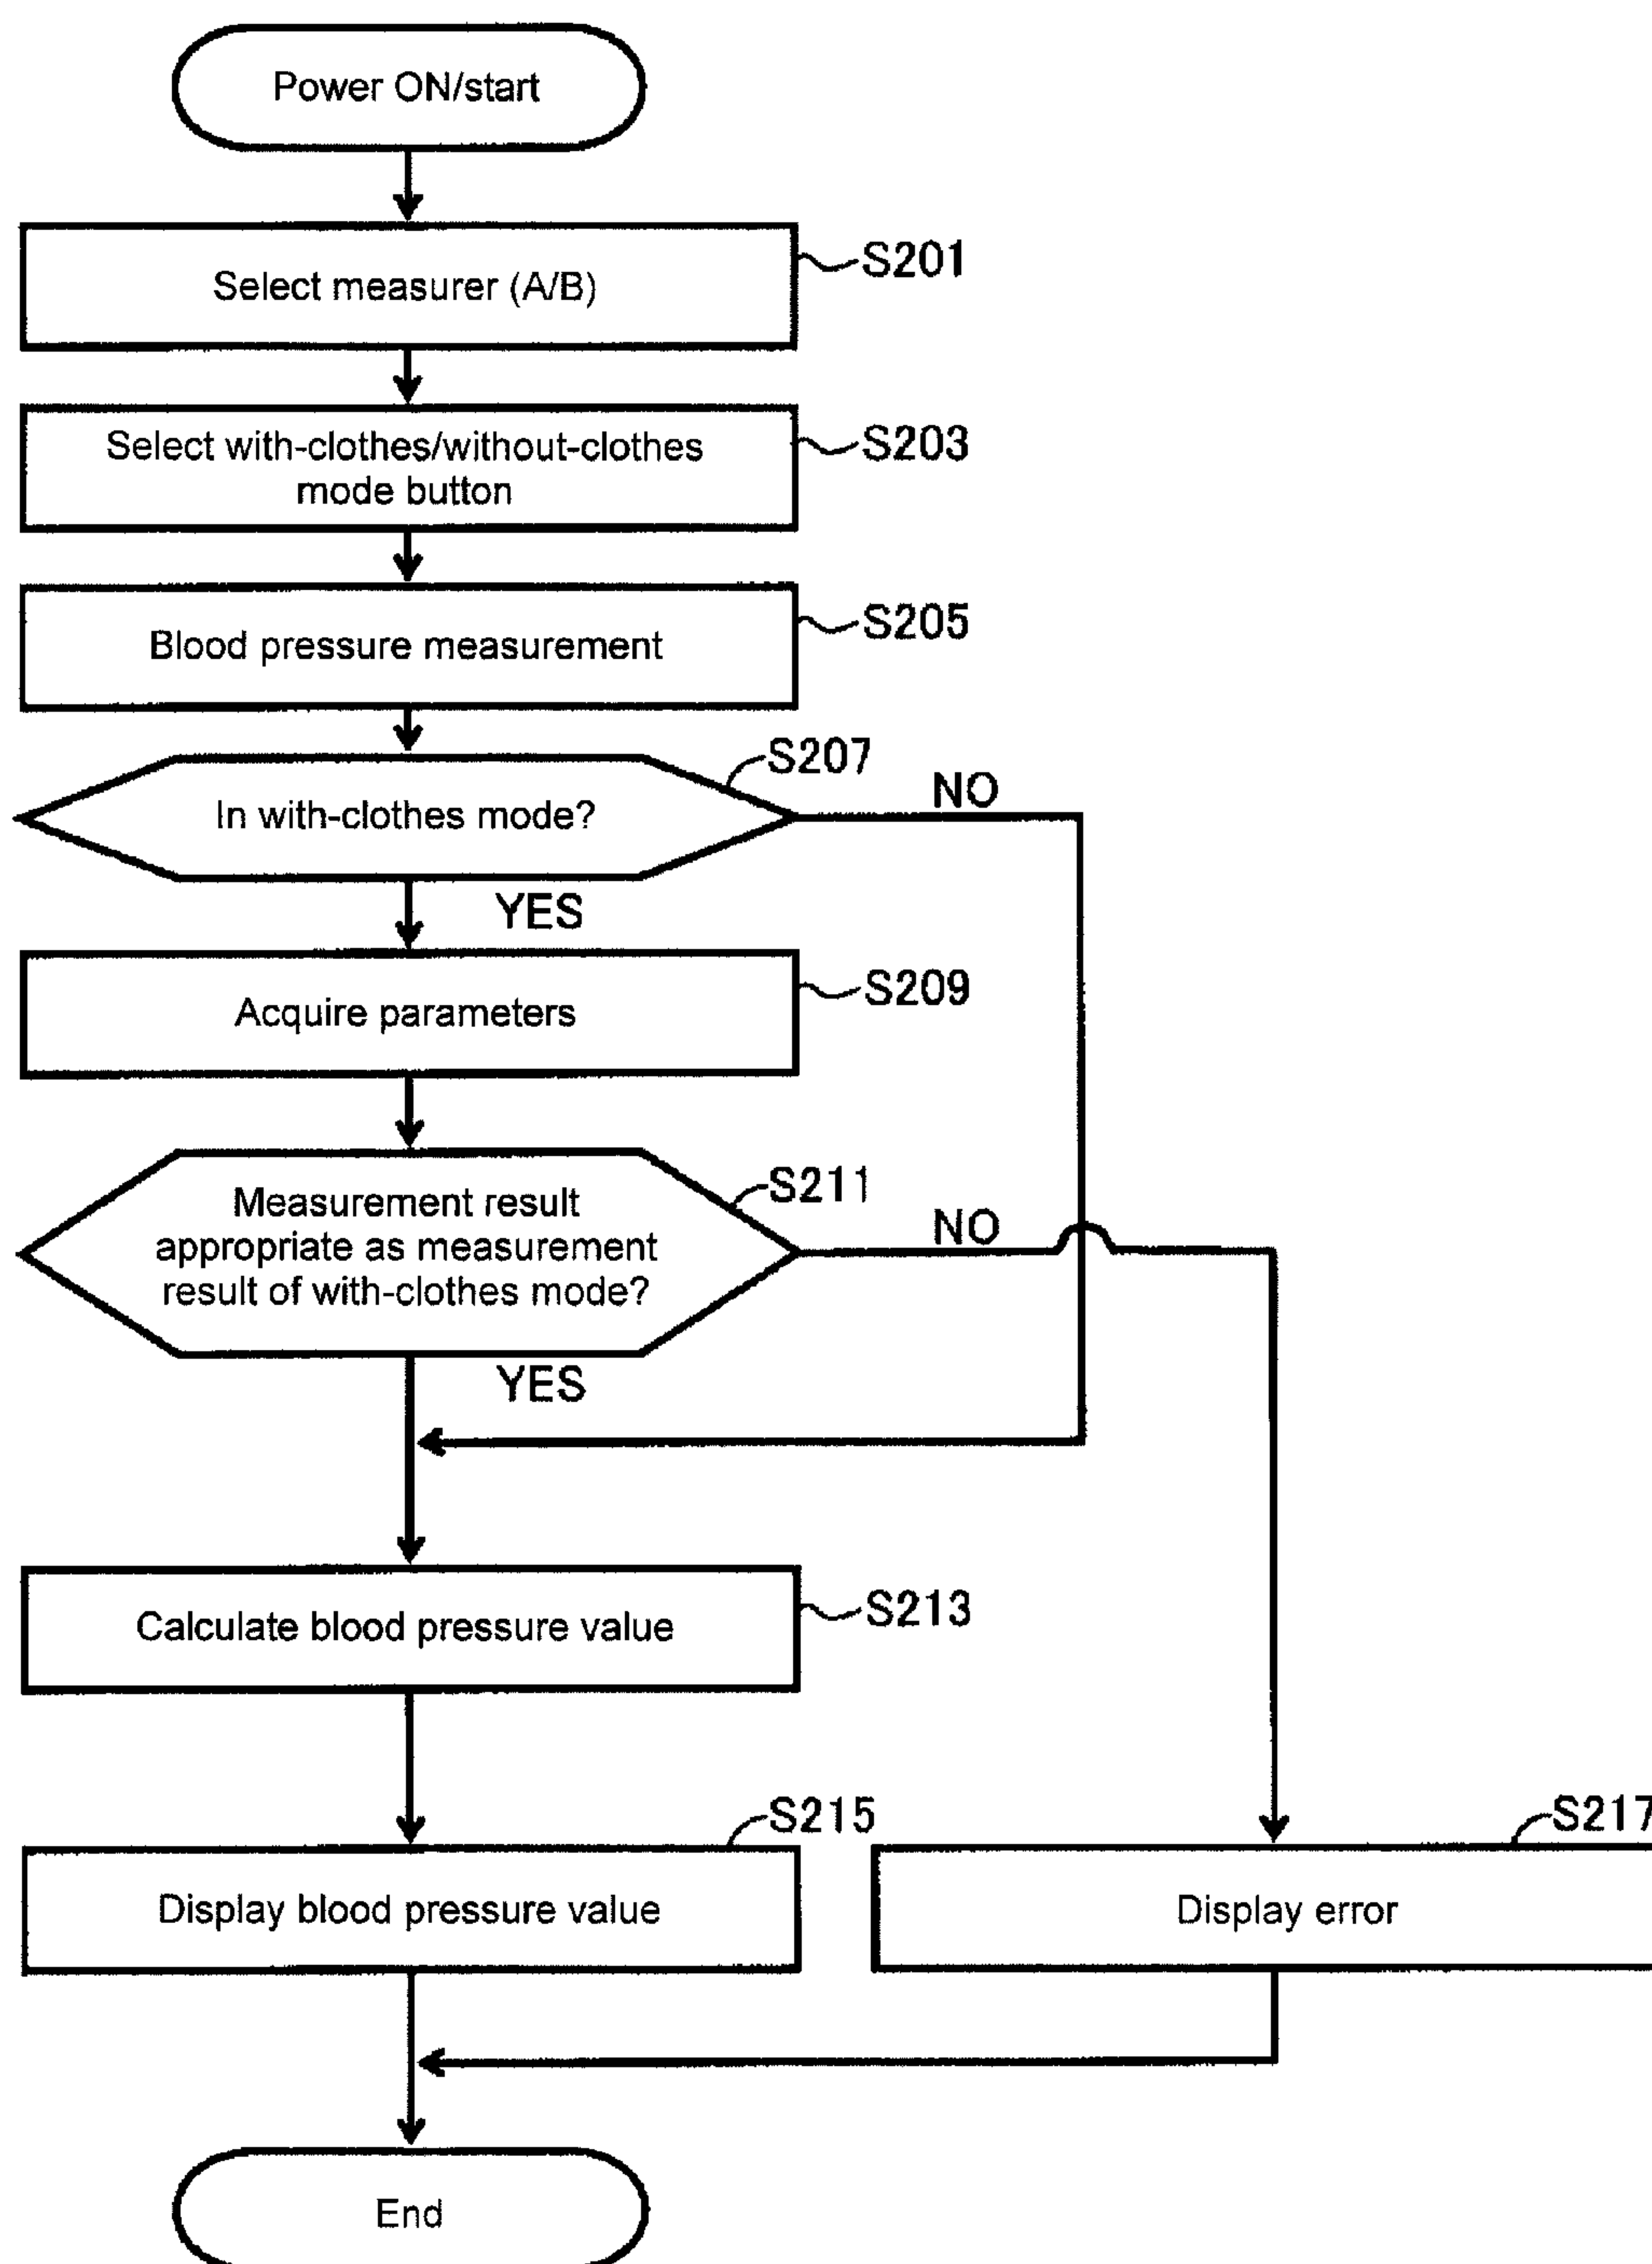 Power ON/start
Select measurer (A/B)
S201
Select with-clothes/without-clothes
mode button
S203
Blood pressure measurement
S205
In with-clothes mode?
S207
NO
YES
Acquire parameters
S209
Measurement result
appropriate as measurement
result of with-clothes mode?
S211
NO
YES
Calculate blood pressure value
S213
Display blood pressure value
S215
Display error
S217
End